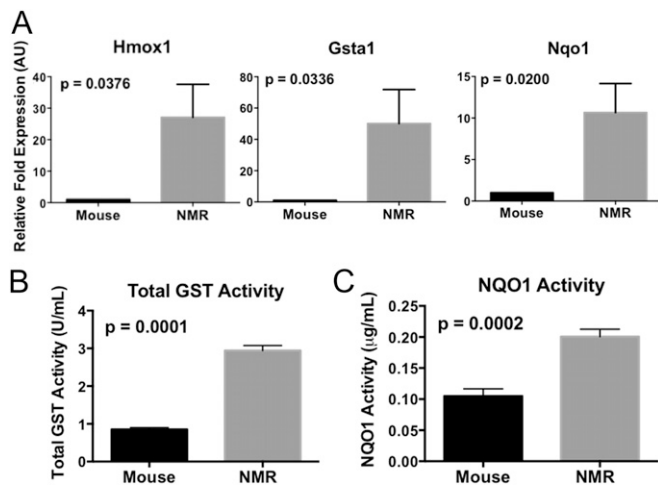 A
Hmox1
Gsta1
Nqo1
Relative Fold Expression (AU)
p = 0.0376
p = 0.0336
p = 0.0200
40
30
20
10
0
80
60
40
20
0
15
10
5
0
Mouse NMR
Mouse NMR
Mouse NMR
B
Total GST Activity
Total GST Activity (U/mL)
p = 0.0001
4
3
2
1
0
Mouse NMR
C
NQO1 Activity
NQO1 Activity (μg/mL)
p = 0.0002
0.25
0.20
0.15
0.10
0.05
0.00
Mouse NMR